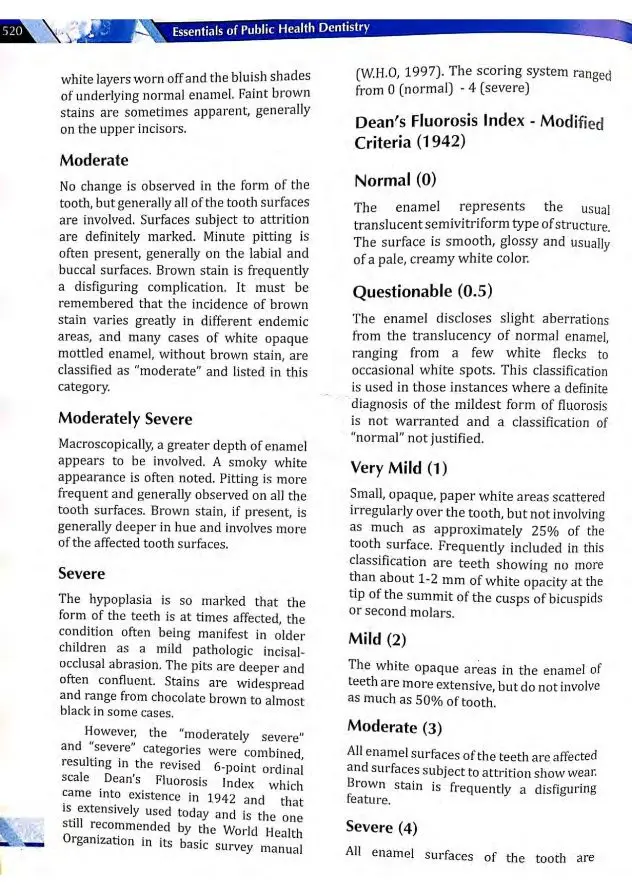 520
Essentials of Public Health Dentistry
white layers worn off and the bluish shades
of underlying normal enamel. Faint brown
stains are sometimes apparent, generally
on the upper incisors.
Moderate
No change is observed in the form of the
tooth, but generally all of the tooth surfaces
are involved. Surfaces subject to attrition
are definitely marked. Minute pitting is
often present, generally on the labial and
buccal surfaces. Brown stain is frequently
a disfiguring complication. It must be
remembered that the incidence of brown
stain varies greatly in different endemic
areas, and many cases of white opaque
mottled enamel, without brown stain, are
classified as "moderate" and listed in this
category.
Moderately Severe
Macroscopically, a greater depth of enamel
appears to be involved. A smoky white
appearance is often noted. Pitting is more
frequent and generally observed on all the
tooth surfaces. Brown stain, if present, is
generally deeper in hue and involves more
of the affected tooth surfaces.
Severe
The hypoplasia is so marked that the
form of the teeth is at times affected, the
condition often being manifest in older
children as a mild pathologic incisal-
occlusal abrasion. The pits are deeper and
often confluent. Stains are widespread
and range from chocolate brown to almost
black in some cases.
However, the "moderately severe"
and "severe" categories were combined,
resulting in the revised 6-point ordinal
scale Dean's Fluorosis Index which
came into existence in 1942 and that
is extensively used today and is the one
still recommended by the World Health
Organization in its basic survey manual
(W.H.O, 1997). The scoring system ranged
from 0 (normal) - 4 (severe)
Dean's Fluorosis Index - Modified
Criteria (1942)
Normal (0)
The enamel represents the usual
translucent semivitriform type of structure.
The surface is smooth, glossy and usually
of a pale, creamy white color.
Questionable (0.5)
The enamel discloses slight aberrations
from the translucency of normal enamel,
ranging from a few white flecks to
occasional white spots. This classification
is used in those instances where a definite
diagnosis of the mildest form of fluorosis
is not warranted and a classification of
"normal" not justified.
Very Mild (1)
Small, opaque, paper white areas scattered
irregularly over the tooth, but not involving
as much as approximately 25% of the
tooth surface. Frequently included in this
classification are teeth showing no more
than about 1-2 mm of white opacity at the
tip of the summit of the cusps of bicuspids
or second molars.
Mild (2)
The white opaque areas in the enamel of
teeth are more extensive, but do not involve
as much as 50% of tooth.
Moderate (3)
All enamel surfaces of the teeth are affected
and surfaces subject to attrition show wear.
Brown stain is frequently a disfiguring
feature.
Severe (4)
All enamel surfaces of the tooth are